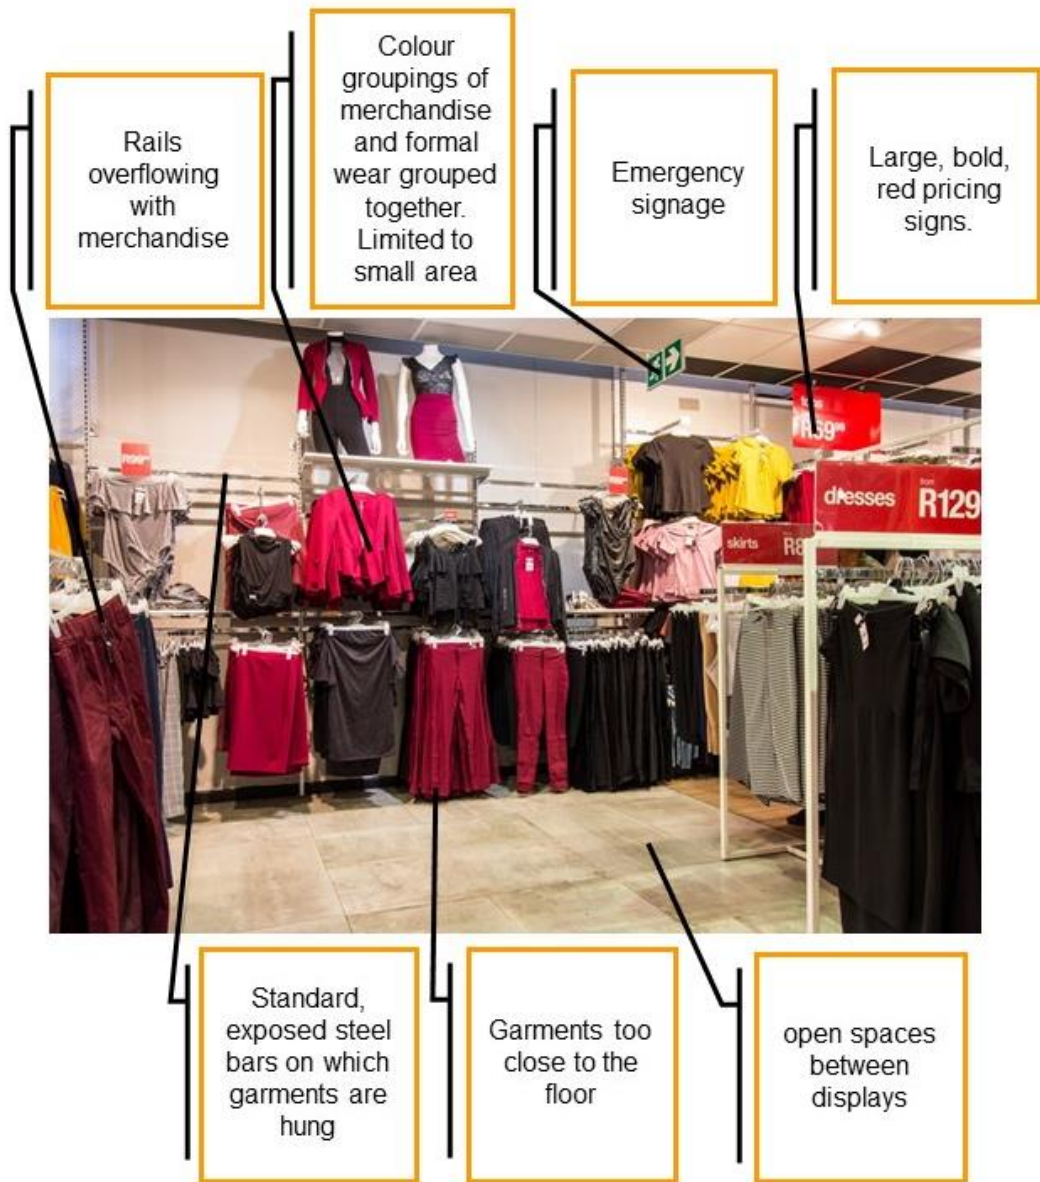 Rails
overflowing
with
merchandise
Colour
groupings of
merchandise
and formal
wear grouped
together.
Limited to
small area
Emergency
signage
Large, bold,
red pricing
signs.
R69⁹⁹
dresses
from
R129
skirts
R8
Standard,
exposed steel
bars on which
garments are
hung
Garments too
close to the
floor
open spaces
between
displays